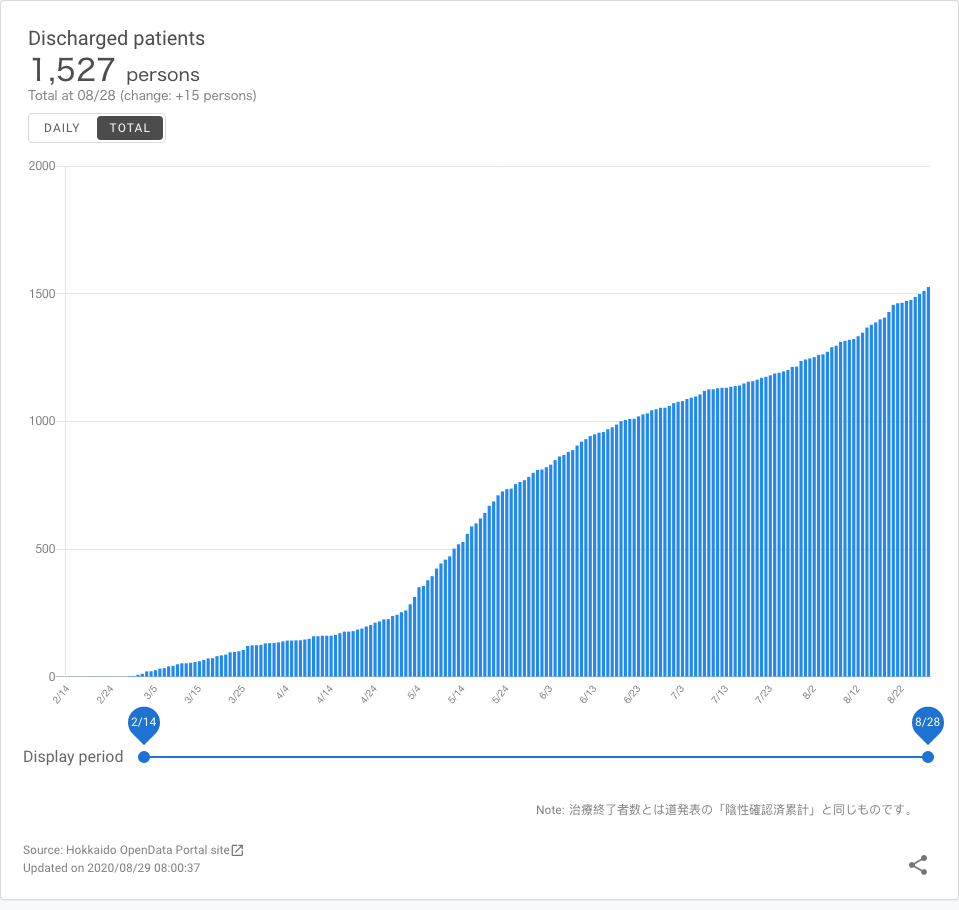 Discharged patients
1,527 persons
Total at 08/28 (change: +15 persons)
DAILY TOTAL
2000
1500
1000
500
0
2/14 2/24 3/5 3/15 3/25 4/4 4/14 4/24 5/4 5/14 5/24 6/3 6/13 6/23 7/3 7/13 7/23 8/2 8/12 8/22
2/14 8/28
Display period
Note: 治療終了者数とは道発表の「陰性確認済累計」と同じものです。
Source: Hokkaido OpenData Portal site
Updated on 2020/08/29 08:00:37